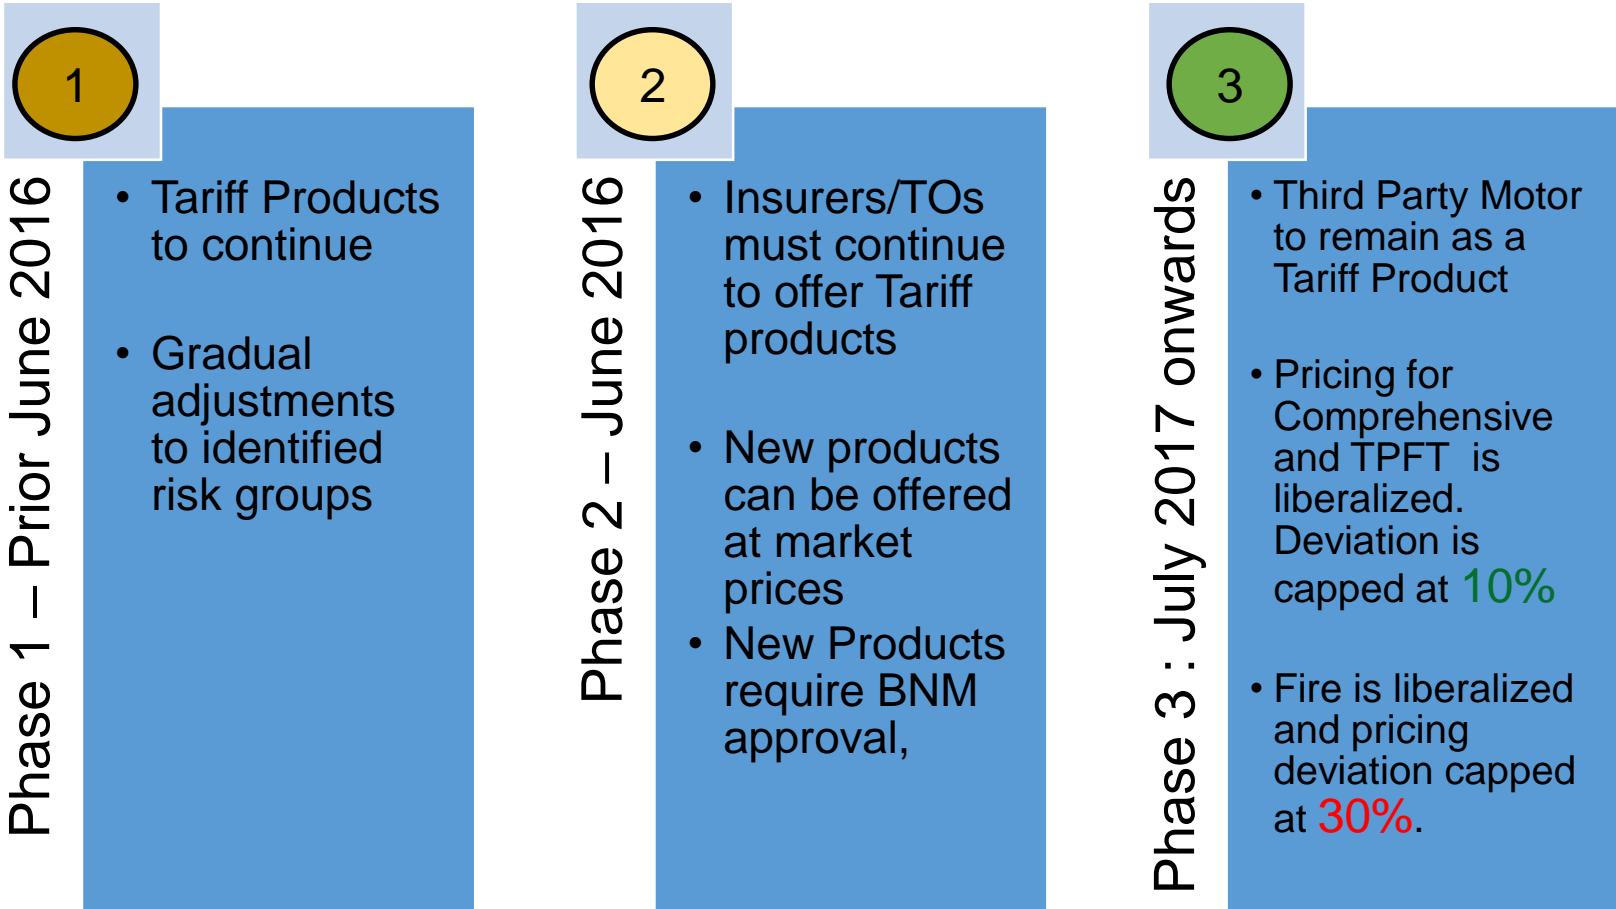 1
Phase 1 – Prior June 2016
• Tariff Products
to continue
• Gradual
adjustments
to identified
risk groups
2
Phase 2 – June 2016
• Insurers/TOs
must continue
to offer Tariff
products
• New products
can be offered
at market
prices
• New Products
require BNM
approval,
3
Phase 3 : July 2017 onwards
• Third Party Motor
to remain as a
Tariff Product
• Pricing for
Comprehensive
and TPFT is
liberalized.
Deviation is
capped at 10%
• Fire is liberalized
and pricing
deviation capped
at 30%.